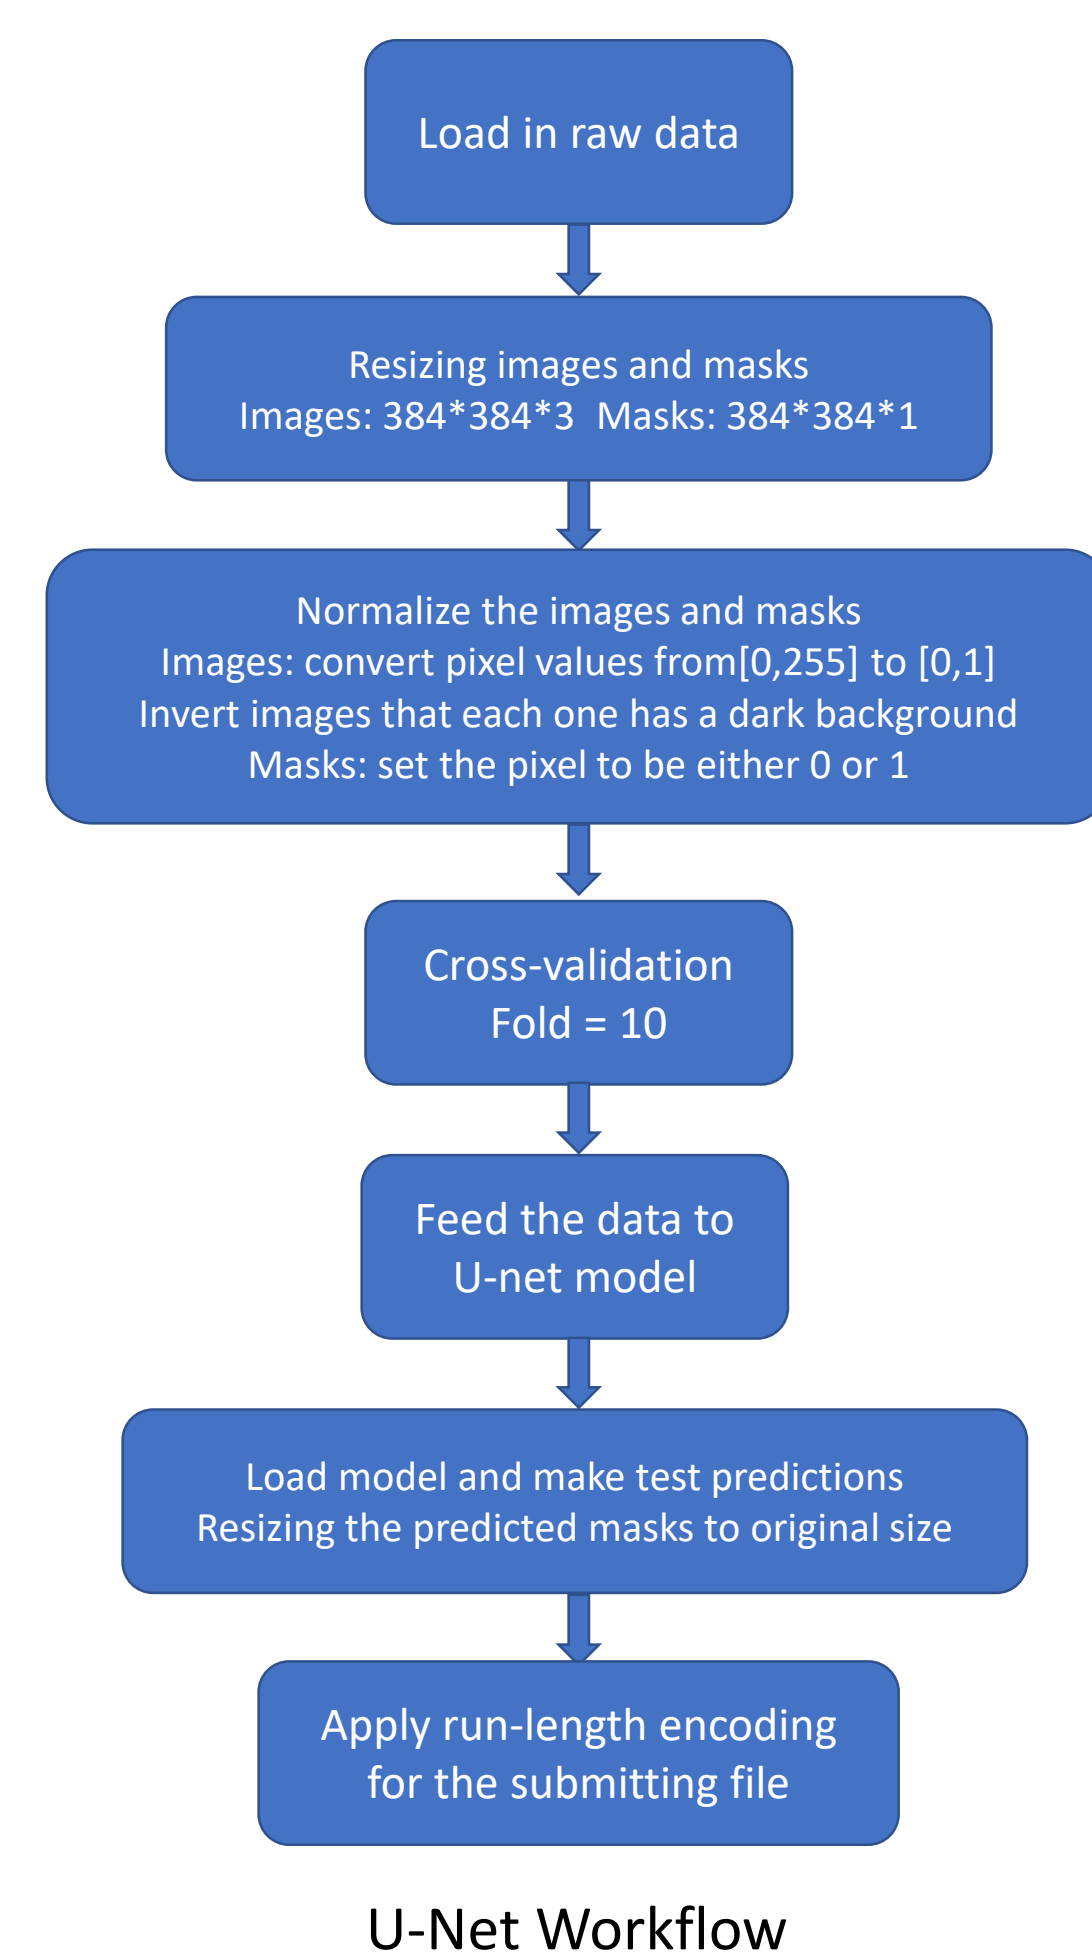 Load in raw data
Resizing images and masks
Images: 384*384*3  Masks: 384*384*1
Normalize the images and masks
Images: convert pixel values from[0,255] to [0,1]
Invert images that each one has a dark background
Masks: set the pixel to be either 0 or 1
Cross-validation
Fold = 10
Feed the data to
U-net model
Load model and make test predictions
Resizing the predicted masks to original size
Apply run-length encoding
for the submitting file
U-Net Workflow